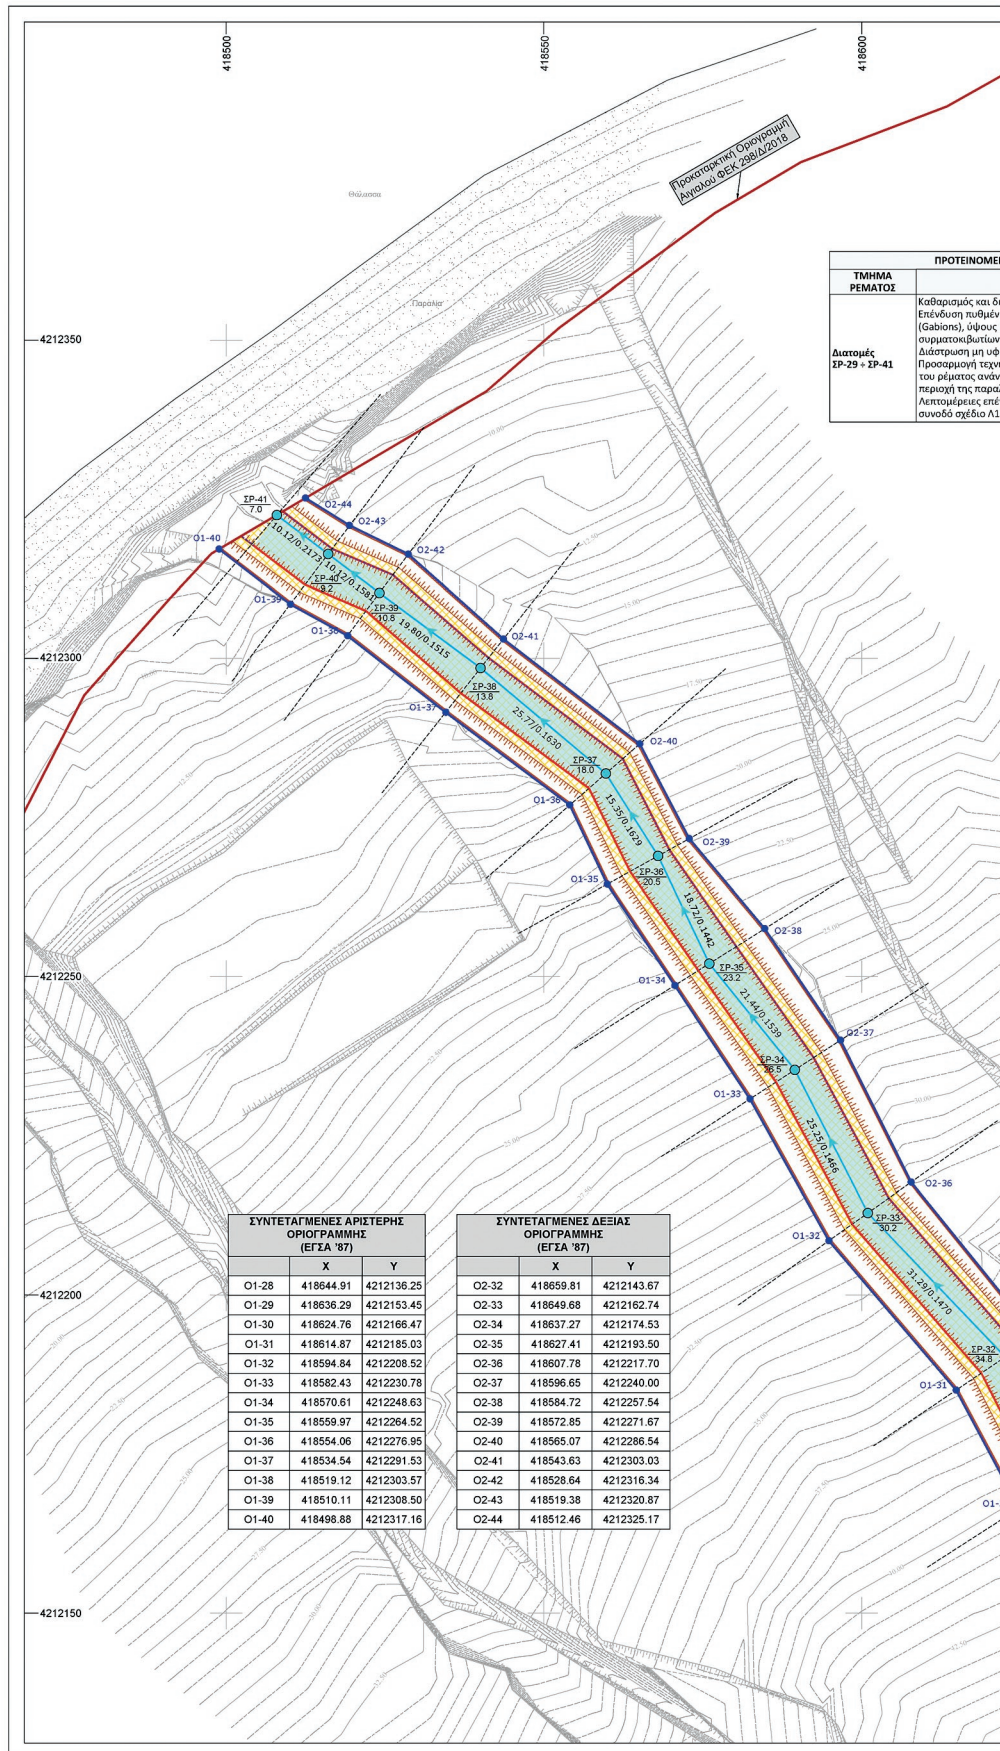 418500
418550
418600
Προκαταρκτική Οριογραμμή
Αιγιαλού ΦΕΚ 298/Δ/2018
Θάλασσα
Παραλία
ΠΡΟΤΕΙΝΟΜΕ
ΤΜΗΜΑ
ΡΕΜΑΤΟΣ
Διατομές
ΣΡ-29 ÷ ΣΡ-41
Καθαρισμός και δι
Επένδυση πυθμέν
(Gabions), ύψους
συρματοκιβωτίων
Διάστρωση μη υφ
Προσαρμογή τεχν
του ρέματος ανάν
περιοχή της παρα
Λεπτομέρειες επέ
συνοδό σχέδιο Λ1
4212350
4212300
4212250
4212200
4212150
ΣΡ-41
7.0
O2-44
O2-43
O1-40
10.12/0.2173
O2-42
ΣΡ-40
9.2
10.12/0.1581
O1-39
ΣΡ-39
10.8
O1-38
19.80/0.1515
O2-41
ΣΡ-38
13.8
O1-37
25.77/0.1630
O2-40
ΣΡ-37
18.0
O1-36
15.35/0.1629
O2-39
ΣΡ-36
20.5
O1-35
18.72/0.1442
O2-38
ΣΡ-35
23.2
O1-34
21.44/0.1539
O2-37
ΣΡ-34
26.5
O1-33
25.25/0.1466
O2-36
ΣΡ-33
30.2
O1-32
31.29/0.1470
ΣΡ-32
34.8
O1-31
O1-
ΣΥΝΤΕΤΑΓΜΕΝΕΣ ΑΡΙΣΤΕΡΗΣ
ΟΡΙΟΓΡΑΜΜΗΣ
(ΕΓΣΑ '87)
X Y
O1-28 418644.91 4212136.25
O1-29 418636.29 4212153.45
O1-30 418624.76 4212166.47
O1-31 418614.87 4212185.03
O1-32 418594.84 4212208.52
O1-33 418582.43 4212230.78
O1-34 418570.61 4212248.63
O1-35 418559.97 4212264.52
O1-36 418554.06 4212276.95
O1-37 418534.54 4212291.53
O1-38 418519.12 4212303.57
O1-39 418510.11 4212308.50
O1-40 418498.88 4212317.16
ΣΥΝΤΕΤΑΓΜΕΝΕΣ ΔΕΞΙΑΣ
ΟΡΙΟΓΡΑΜΜΗΣ
(ΕΓΣΑ '87)
X Y
O2-32 418659.81 4212143.67
O2-33 418649.68 4212162.74
O2-34 418637.27 4212174.53
O2-35 418627.41 4212193.50
O2-36 418607.78 4212217.70
O2-37 418596.65 4212240.00
O2-38 418584.72 4212257.54
O2-39 418572.85 4212271.67
O2-40 418565.07 4212286.54
O2-41 418543.63 4212303.03
O2-42 418528.64 4212316.34
O2-43 418519.38 4212320.87
O2-44 418512.46 4212325.17